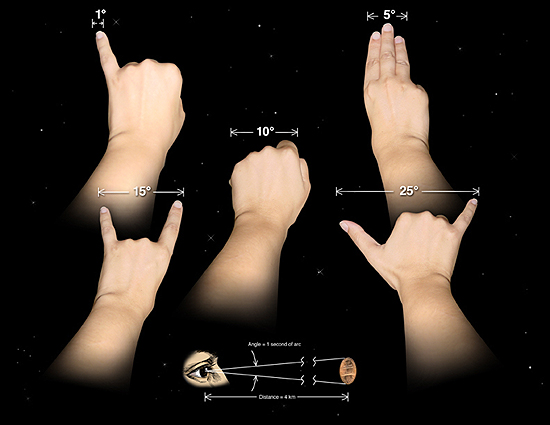 1°
5°
10°
15°
25°
Angle = 1 second of arc
Distance = 4 km